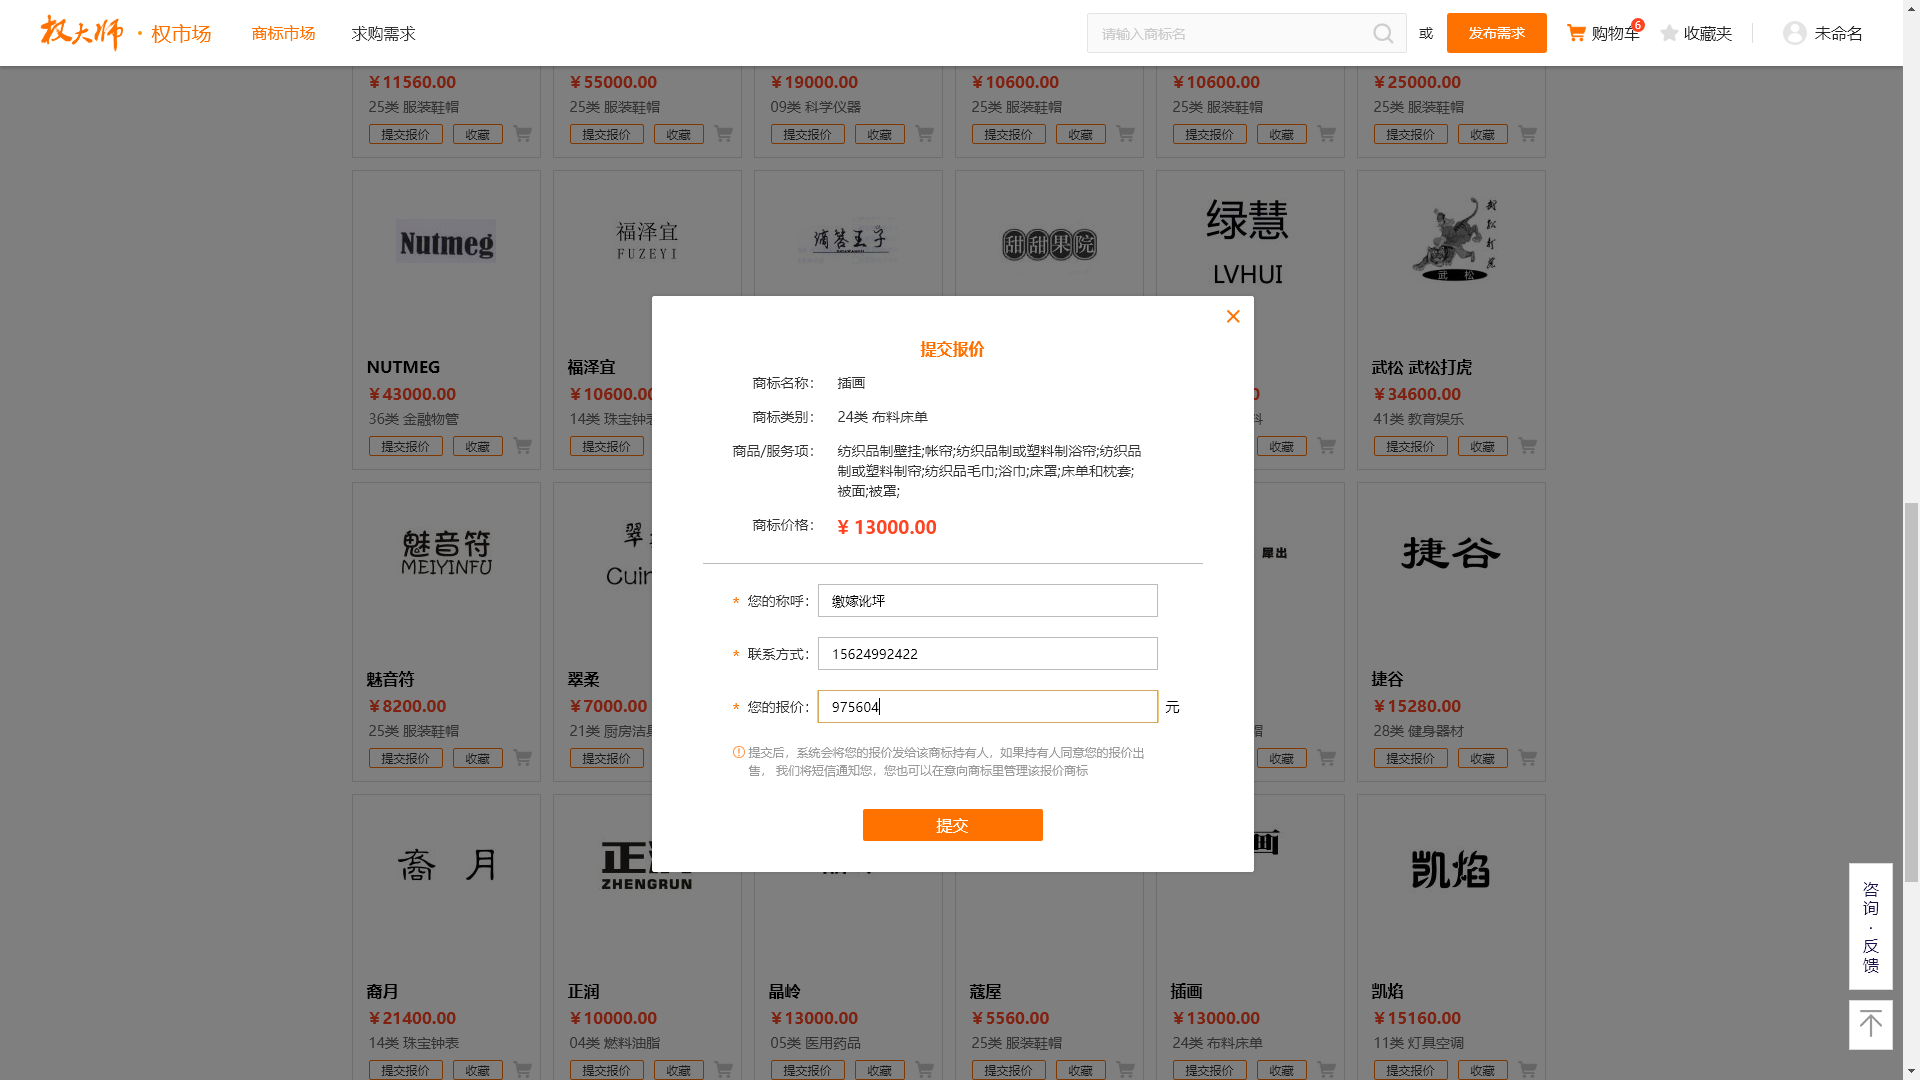 权大师 · 权市场 商标市场 求购需求 请输入商标名 或 发布需求 购物车 6 收藏夹 未命名
￥11560.00 ￥55000.00 ￥19000.00 ￥10600.00 ￥10600.00 ￥25000.00
25类 服装鞋帽 25类 服装鞋帽 09类 科学仪器 25类 服装鞋帽 25类 服装鞋帽 25类 服装鞋帽
提交报价 收藏 提交报价 收藏 提交报价 收藏 提交报价 收藏 提交报价 收藏 提交报价 收藏
Nutmeg 福泽宜 滴答王子 甜甜果院 绿慧 武松打虎
FUZEYI LVHUI 武松
×
提交报价
商标名称： 插画
商标类别： 24类 布料床单
商品/服务项： 纺织品制壁挂;帐帘;纺织品制或塑料制浴帘;纺织品
制或塑料制帘;纺织品毛巾;浴巾;床罩;床单和枕套;
被面;被罩;
商标价格： ¥ 13000.00
* 您的称呼： 缴嫁讹坪
* 联系方式： 15624992422
* 您的报价： 975604 元
提交后，系统会将您的报价发给该商标持有人，如果持有人同意您的报价出
售， 我们将短信通知您，您也可以在意向商标里管理该报价商标
提交
NUTMEG 福泽宜 武松 武松打虎
￥43000.00 ￥10600.00 0 ￥34600.00
36类 金融物管 14类 珠宝钟表 料 41类 教育娱乐
提交报价 收藏 提交报价 收藏 提交报价 收藏
魅音符 翠 犀出 捷谷
MEIYINFU Cuir
魅音符 翠柔 捷谷
￥8200.00 ￥7000.00 ￥15280.00
25类 服装鞋帽 21类 厨房洁具 帽 28类 健身器材
提交报价 收藏 提交报价 收藏 提交报价 收藏
裔 月 正润 画 凯焰
ZHENGRUN
裔月 正润 晶岭 蔻屋 插画 凯焰
￥21400.00 ￥10000.00 ￥13000.00 ￥5560.00 ￥13000.00 ￥15160.00
14类 珠宝钟表 04类 燃料油脂 05类 医用药品 25类 服装鞋帽 24类 布料床单 11类 灯具空调
提交报价 收藏 提交报价 收藏 提交报价 收藏 提交报价 收藏 提交报价 收藏 提交报价 收藏
咨
询
·
反
馈